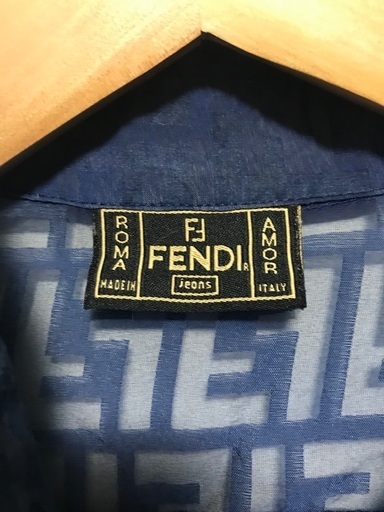 ROMA
FF
FENDI®
jeans
AMOR
MADE IN
ITALY